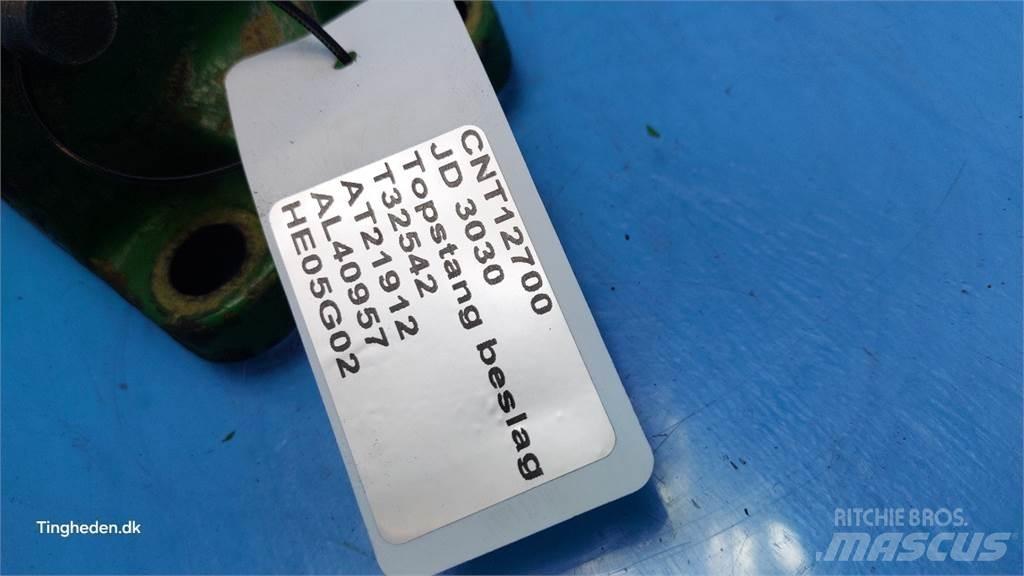 CNT12700
JD 3030
Topstang beslag
T32542
AT21912
AL40957
HE05G02
Tingheden.dk
RITCHIE BROS.
MASCUS